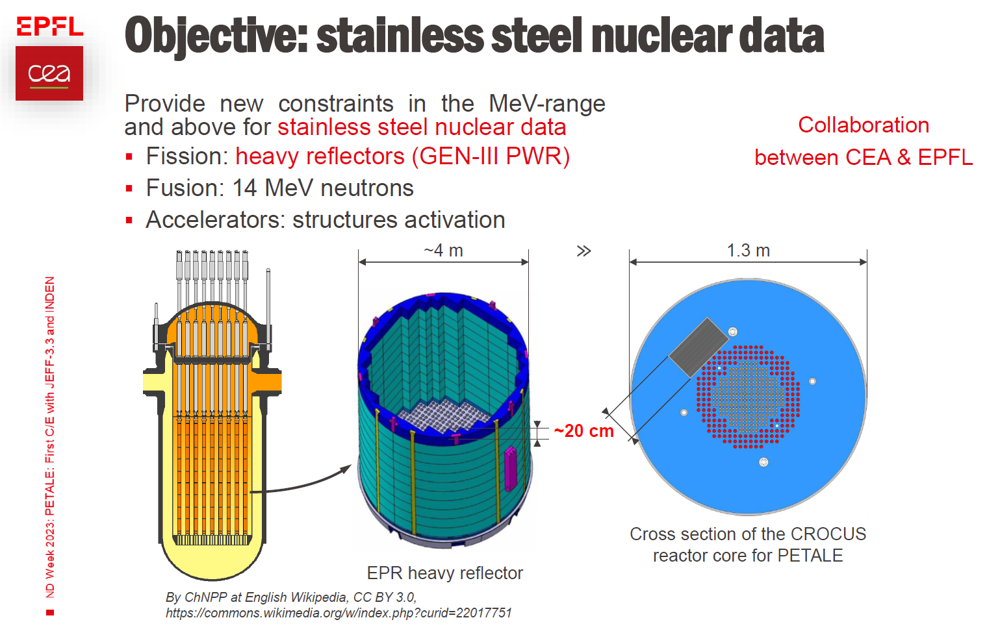 EPFL
cea
Objective: stainless steel nuclear data
Provide new constraints in the MeV-range
and above for stainless steel nuclear data
▪ Fission: heavy reflectors (GEN-III PWR)
▪ Fusion: 14 MeV neutrons
▪ Accelerators: structures activation
Collaboration
between CEA & EPFL
~4 m
»
1.3 m
~20 cm
EPR heavy reflector
Cross section of the CROCUS
reactor core for PETALE
By ChNPP at English Wikipedia, CC BY 3.0,
https://commons.wikimedia.org/w/index.php?curid=22017751
ND Week 2023: PETALE: First C/E with JEFF-3.3 and INDEN